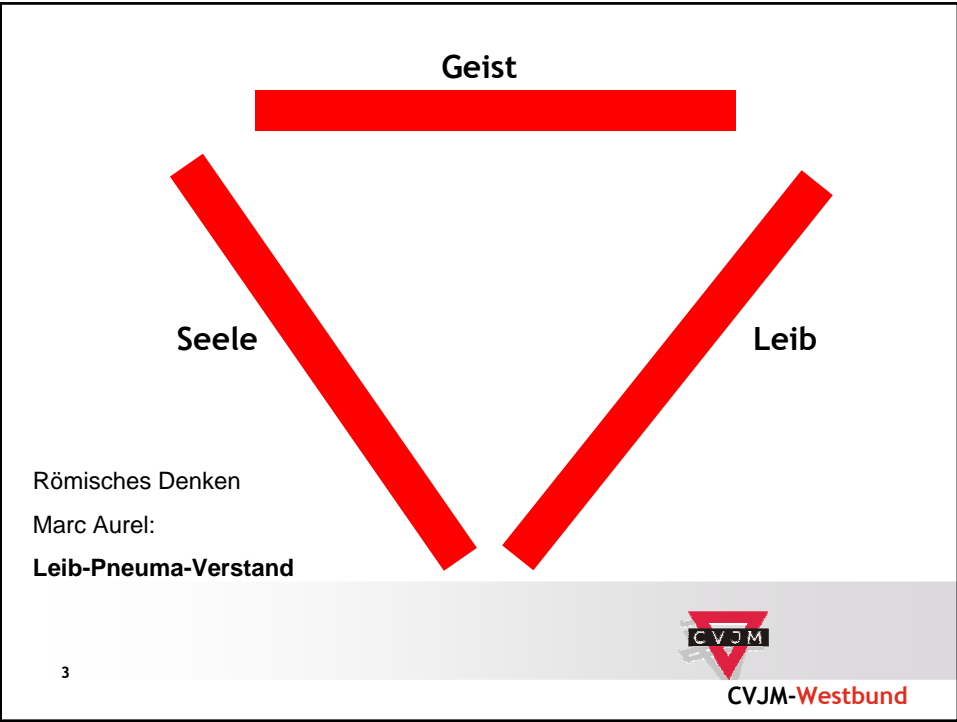 Geist
Seele
Leib
Römisches Denken
Marc Aurel:
Leib-Pneuma-Verstand
CVJM
3
CVJM-Westbund